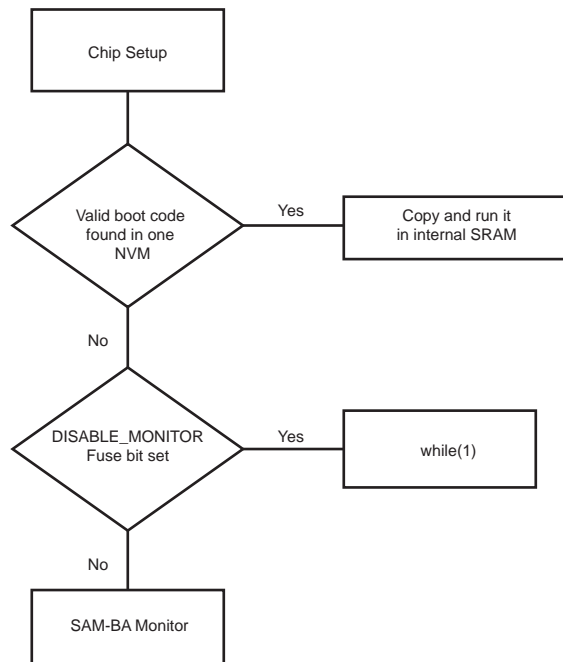 Chip Setup
Valid boot code
found in one
NVM
Yes
Copy and run it
in internal SRAM
No
DISABLE_MONITOR
Fuse bit set
Yes
while(1)
No
SAM-BA Monitor